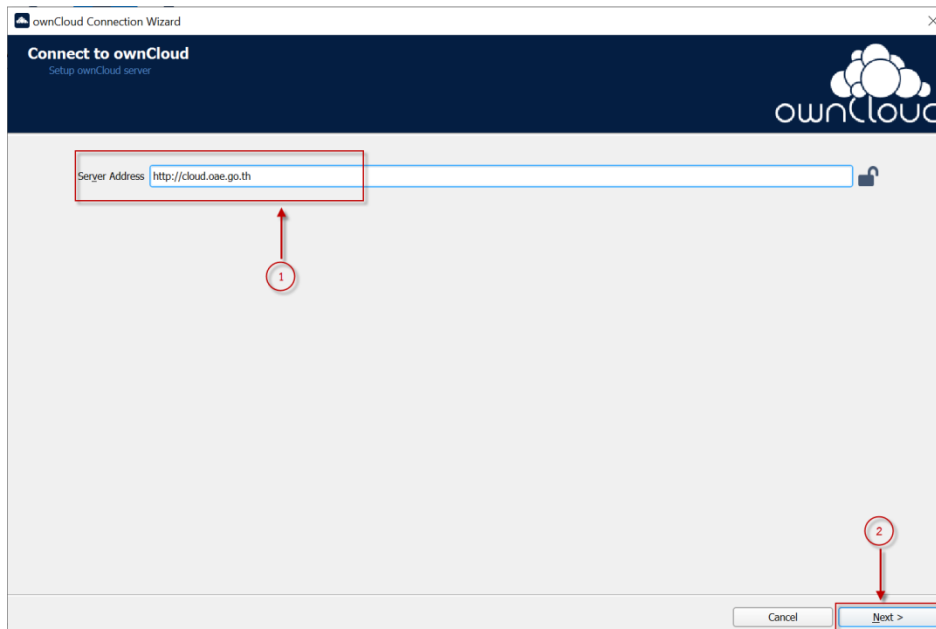 ownCloud Connection Wizard
Connect to ownCloud
Setup ownCloud server
ownCloud
Server Address http://cloud.oae.go.th
1
2
Cancel
Next >